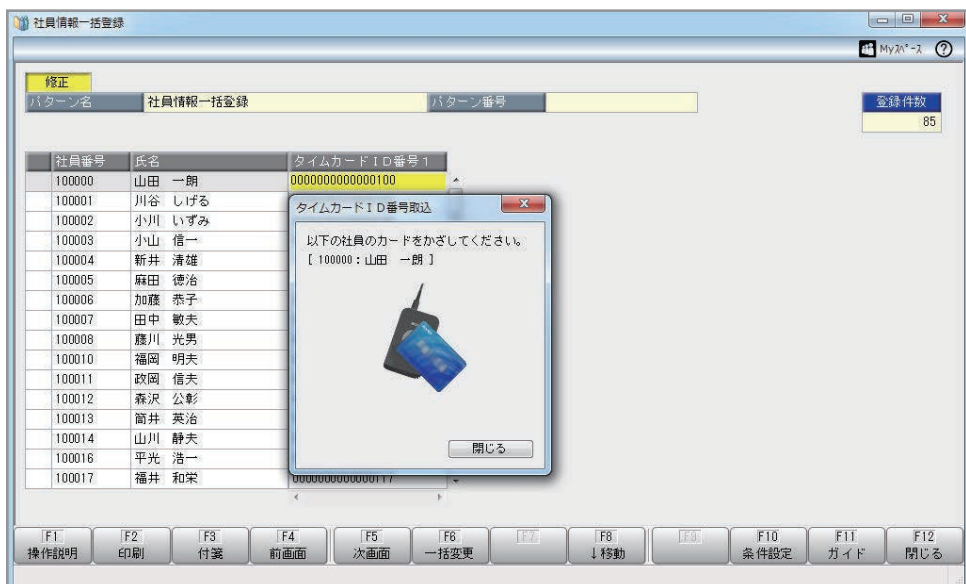 社員情報一括登録
Myスペース
修正
パターン名 社員情報一括登録 パターン番号
登録件数
85
社員番号 氏名 タイムカードID番号1
100000 山田 一朗 0000000000000100
100001 川谷 しげる
100002 小川 いずみ
100003 小山 信一
100004 新井 清雄
100005 麻田 徳治
100006 加藤 恭子
100007 田中 敏夫
100008 藤川 光男
100010 福岡 明夫
100011 政岡 信夫
100012 森沢 公彰
100013 筒井 英治
100014 山川 静夫
100016 平光 浩一
100017 福井 和栄 0000000000000117
タイムカードID番号取込
以下の社員のカードをかざしてください。
[ 100000:山田 一朗 ]
閉じる
F1 F2 F3 F4 F5 F6 F7 F8 F9 F10 F11 F12
操作説明 印刷 付箋 前画面 次画面 一括変更 ↓移動 条件設定 ガイド 閉じる